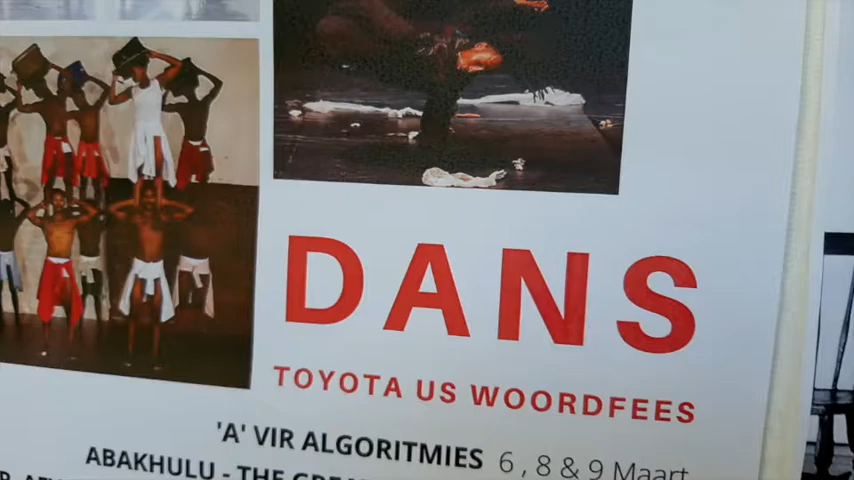 DANS
TOYOTA US WOORDFEES
'A' VIR ALGORITMIES 6, 8 & 9 Maart
ABAKHULU - THE